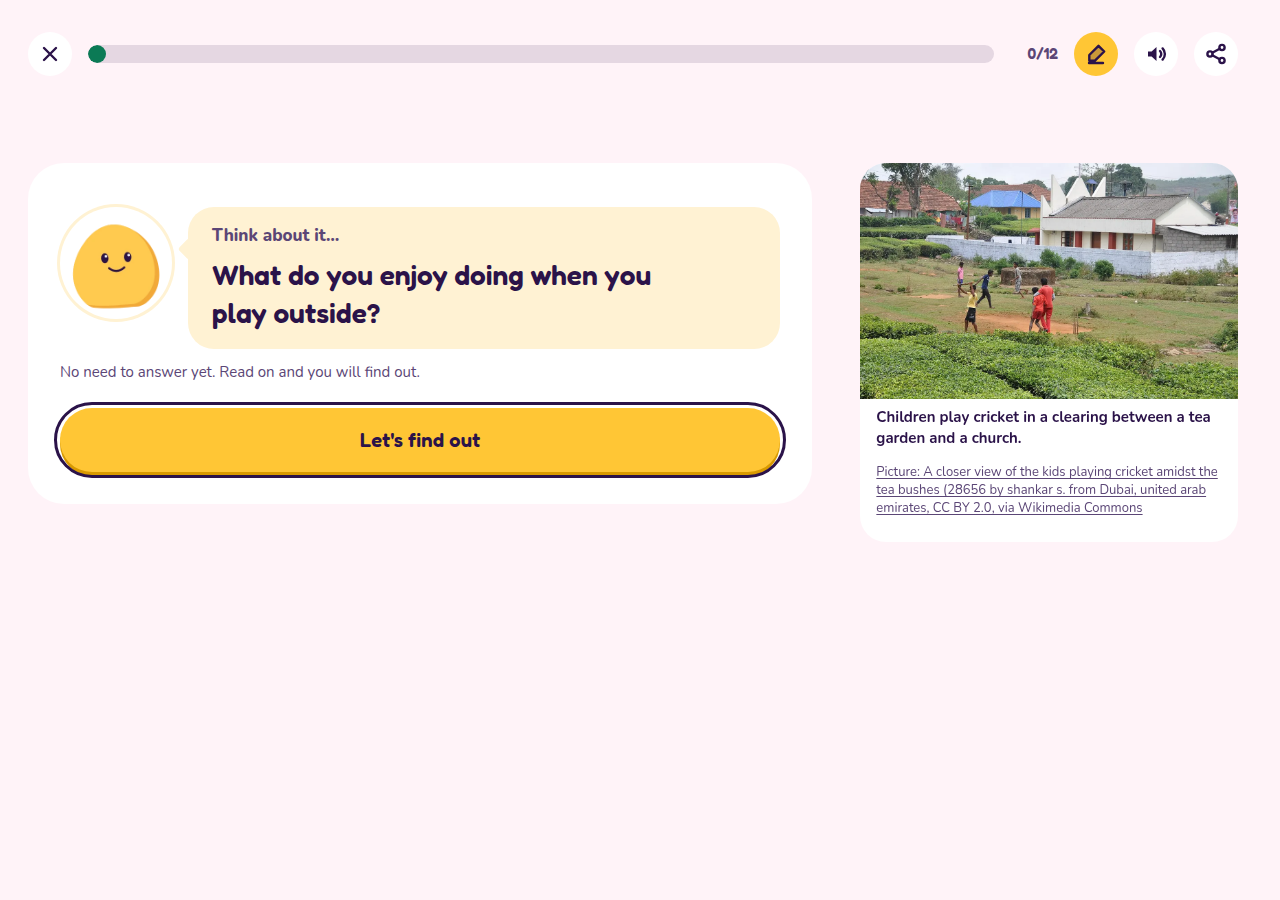 0/12
Think about it...
What do you enjoy doing when you
play outside?
No need to answer yet. Read on and you will find out.
Let's find out
Children play cricket in a clearing between a tea
garden and a church.
Picture: A closer view of the kids playing cricket amidst the
tea bushes (28656 by shankar s. from Dubai, united arab
emirates, CC BY 2.0, via Wikimedia Commons